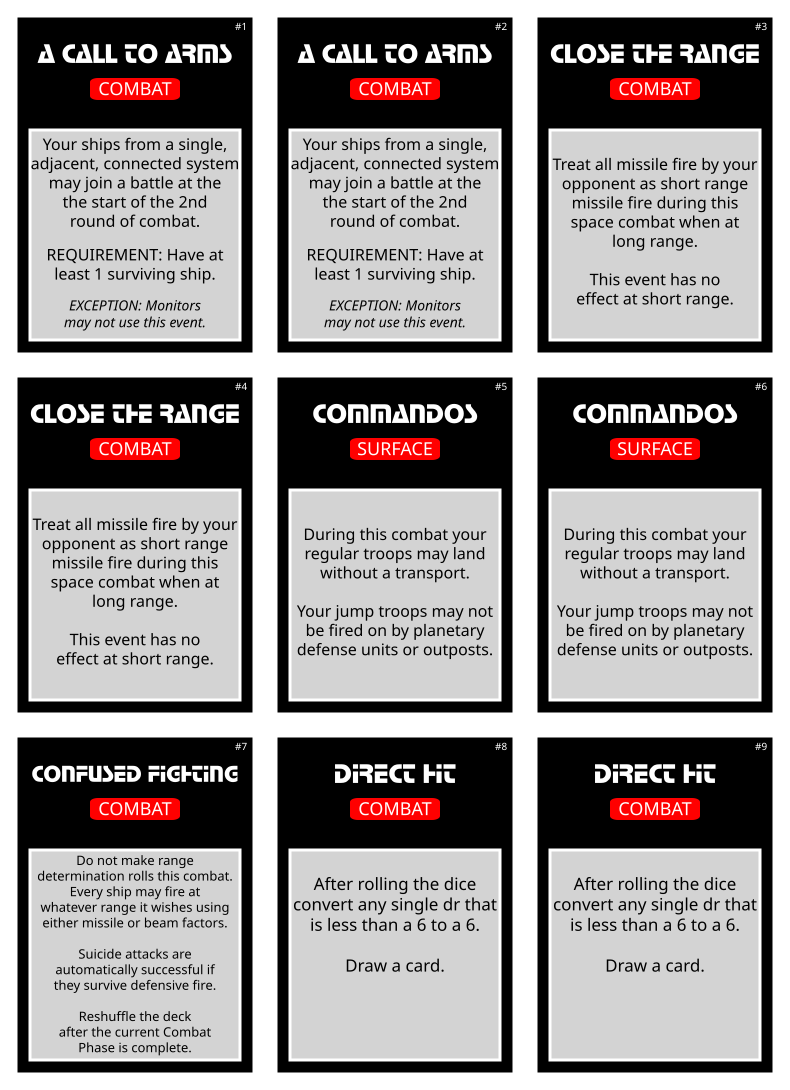 #1
A CALL TO ARMS
COMBAT
Your ships from a single,
adjacent, connected system
may join a battle at the
the start of the 2nd
round of combat.
REQUIREMENT: Have at
least 1 surviving ship.
EXCEPTION: Monitors
may not use this event.
#2
A CALL TO ARMS
COMBAT
Your ships from a single,
adjacent, connected system
may join a battle at the
the start of the 2nd
round of combat.
REQUIREMENT: Have at
least 1 surviving ship.
EXCEPTION: Monitors
may not use this event.
#3
CLOSE THE RANGE
COMBAT
Treat all missile fire by your
opponent as short range
missile fire during this
space combat when at
long range.
This event has no
effect at short range.
#4
CLOSE THE RANGE
COMBAT
Treat all missile fire by your
opponent as short range
missile fire during this
space combat when at
long range.
This event has no
effect at short range.
#5
COMMANDOS
SURFACE
During this combat your
regular troops may land
without a transport.
Your jump troops may not
be fired on by planetary
defense units or outposts.
#6
COMMANDOS
SURFACE
During this combat your
regular troops may land
without a transport.
Your jump troops may not
be fired on by planetary
defense units or outposts.
#7
CONFUSED FIGHTING
COMBAT
Do not make range
determination rolls this combat.
Every ship may fire at
whatever range it wishes using
either missile or beam factors.
Suicide attacks are
automatically successful if
they survive defensive fire.
Reshuffle the deck
after the current Combat
Phase is complete.
#8
DIRECT HIT
COMBAT
After rolling the dice
convert any single dr that
is less than a 6 to a 6.
Draw a card.
#9
DIRECT HIT
COMBAT
After rolling the dice
convert any single dr that
is less than a 6 to a 6.
Draw a card.